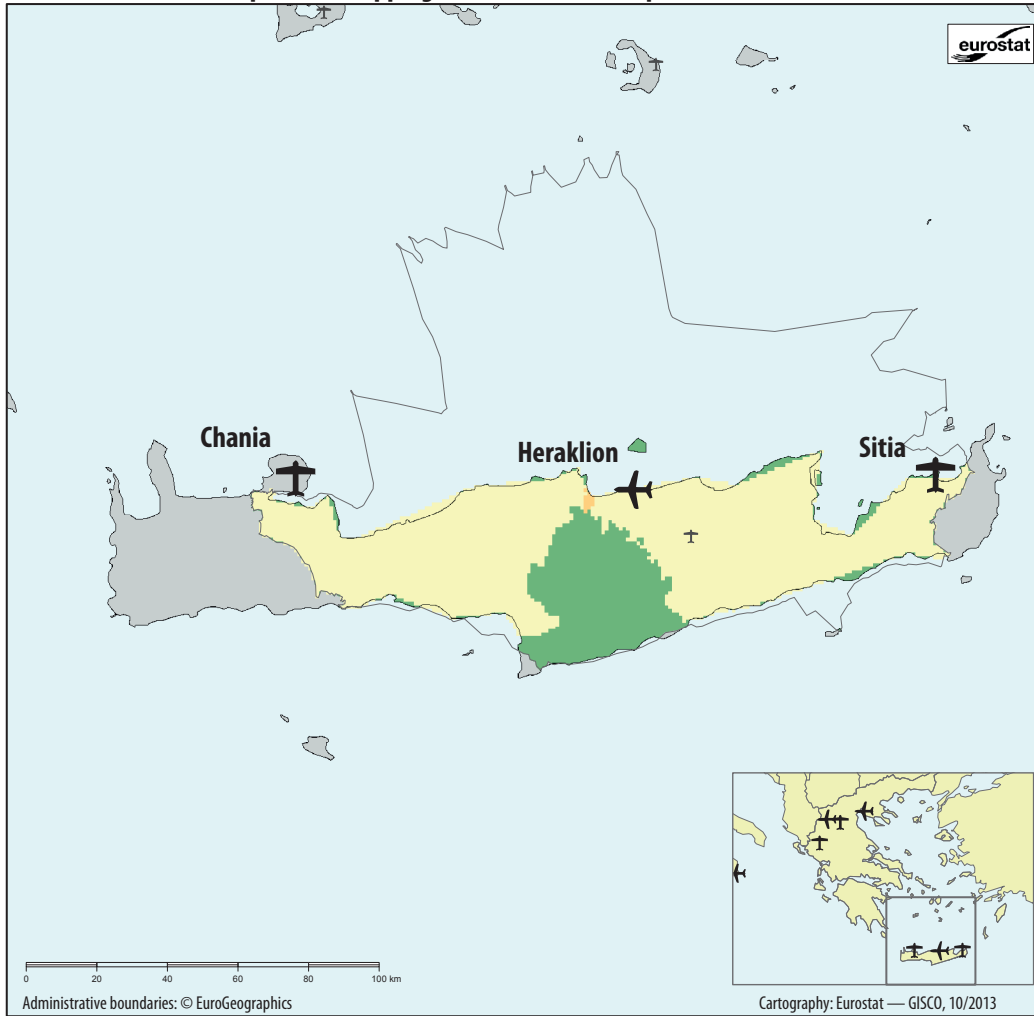 eurostat
Chania
Heraklion
Sitia
0 20 40 60 80 100 km
Administrative boundaries: © EuroGeographics
Cartography: Eurostat — GISCO, 10/2013